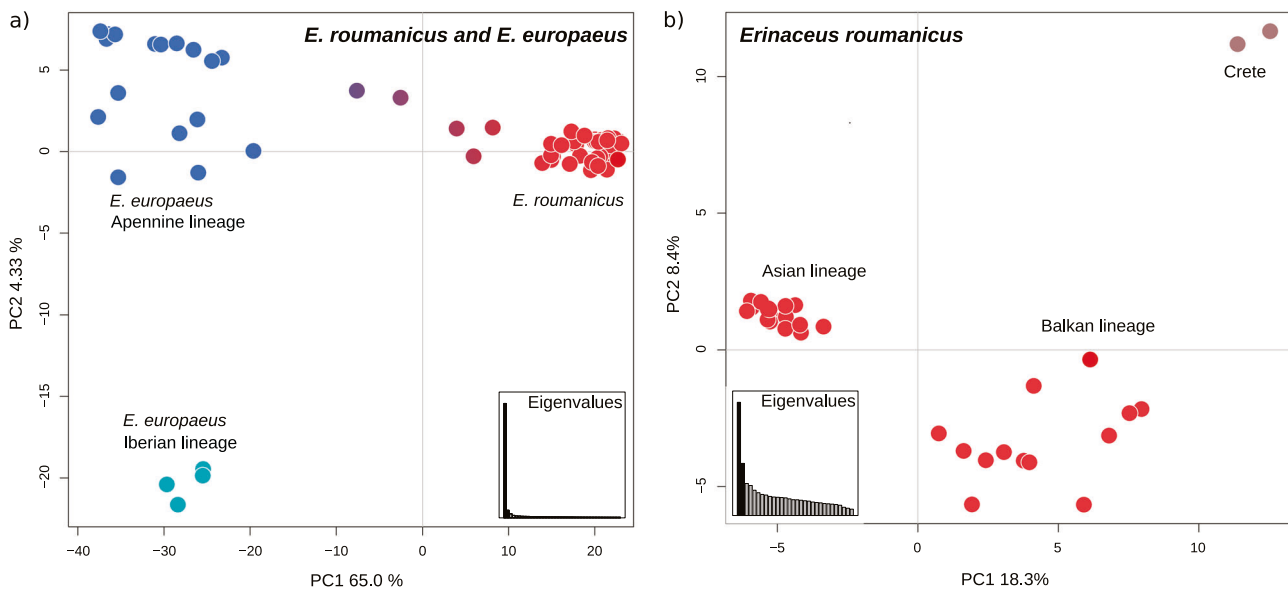 a)
E. roumanicus and E. europaeus
5
0
−5
−10
−15
−20
PC2 4.33 %
E. europaeus
Apennine lineage
E. roumanicus
E. europaeus
Iberian lineage
Eigenvalues
−40
−30
−20
−10
0
10
20
PC1 65.0 %
b)
Erinaceus roumanicus
10
5
0
−5
PC2 8.4%
Crete
Asian lineage
Balkan lineage
Eigenvalues
−5
0
5
10
PC1 18.3%